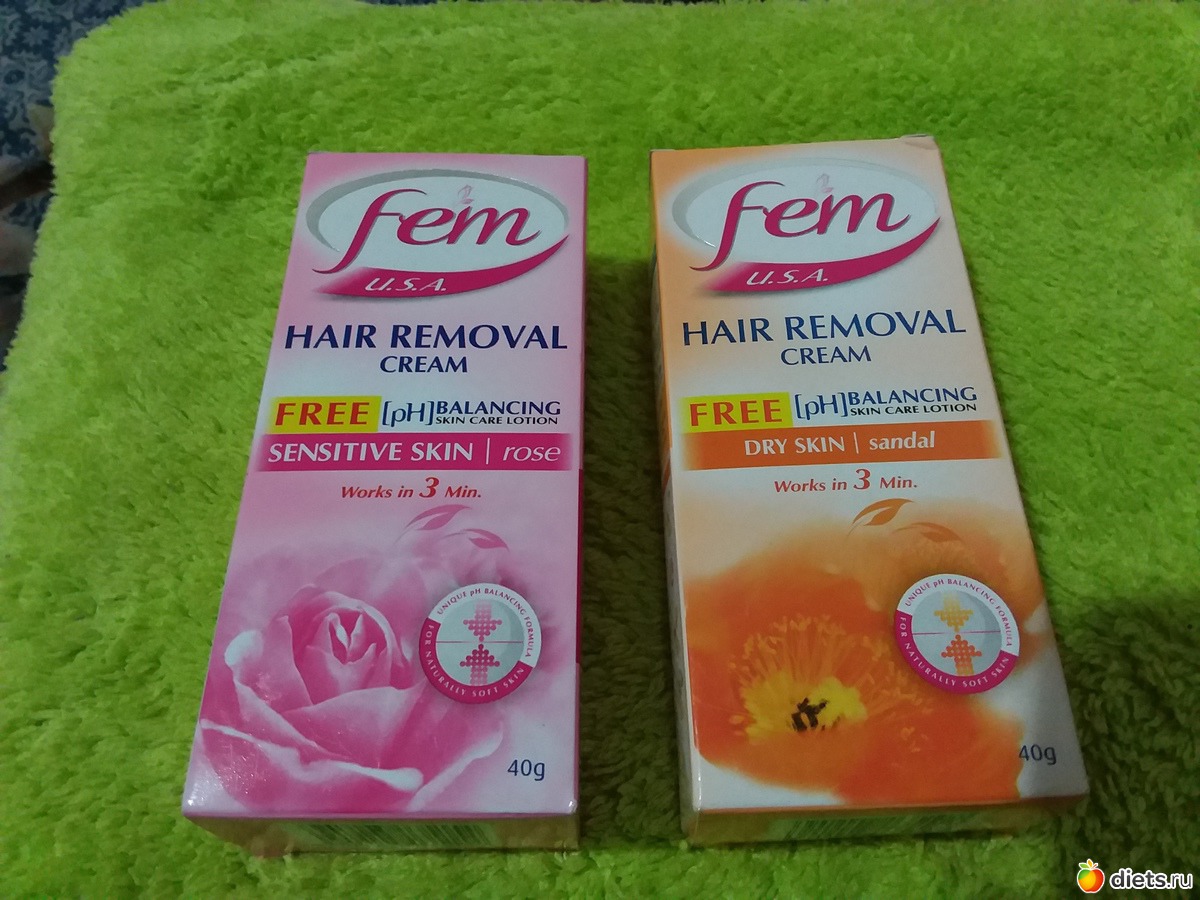 fem
U.S.A.
HAIR REMOVAL
CREAM
FREE [pH] BALANCING
SKIN CARE LOTION
SENSITIVE SKIN | rose
Works in 3 Min.
UNIQUE pH BALANCING FORMULA
FOR NATURALLY SOFT SKIN
40g
fem
U.S.A.
HAIR REMOVAL
CREAM
FREE [pH] BALANCING
SKIN CARE LOTION
DRY SKIN | sandal
Works in 3 Min.
UNIQUE pH BALANCING FORMULA
FOR NATURALLY SOFT SKIN
40g
diets.ru